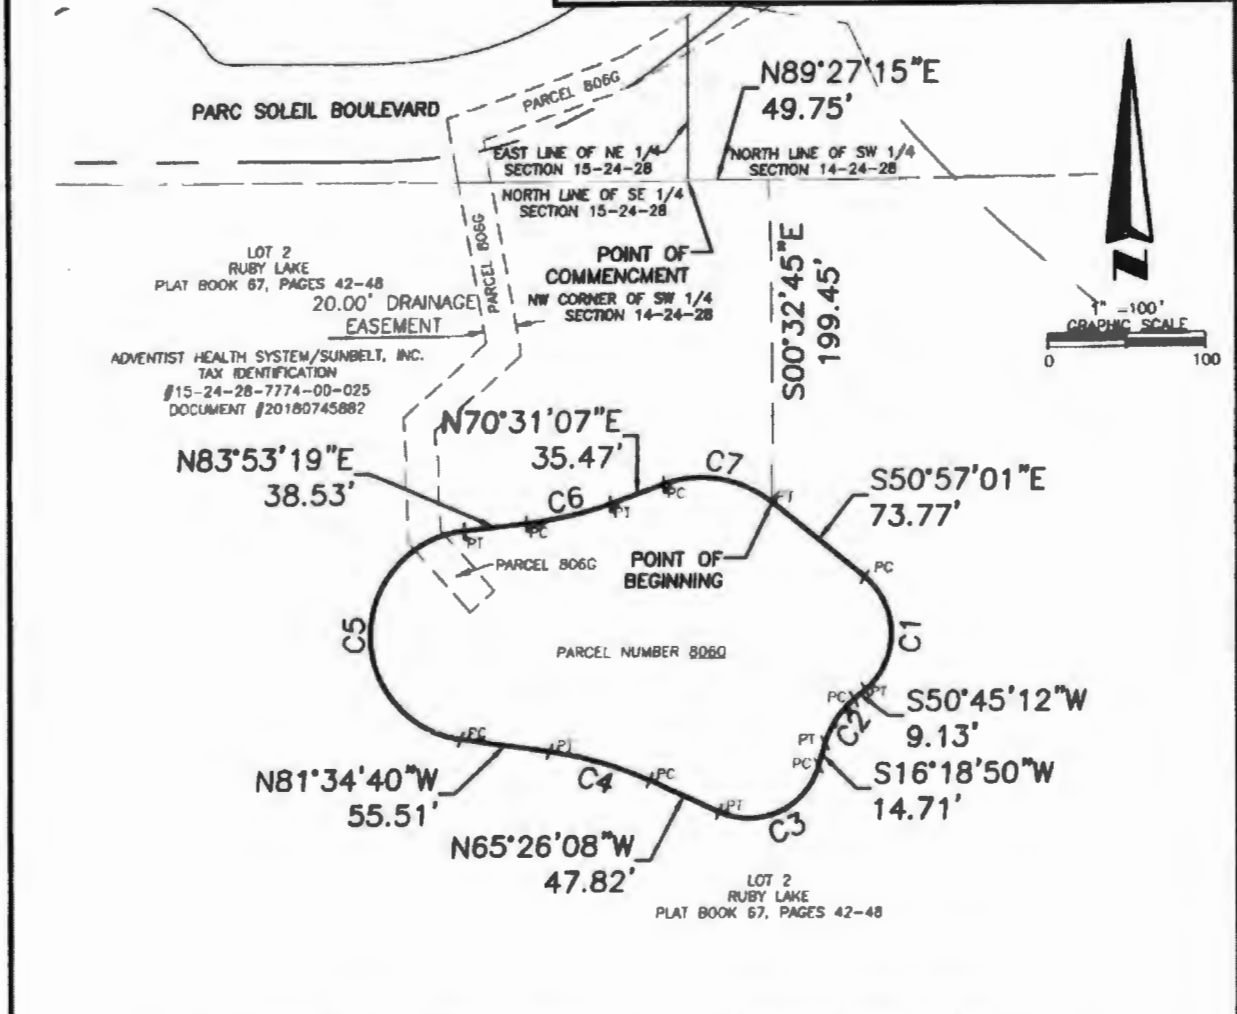 N89°27'15"E
49.75'
PARCEL 806G
PARC SOLEIL BOULEVARD
EAST LINE OF NE 1/4
SECTION 15-24-28
NORTH LINE OF SW 1/4
SECTION 14-24-28
NORTH LINE OF SE 1/4
SECTION 15-24-28
PARCEL 806G
S00°32'45"E
199.45'
POINT OF
COMMENCMENT
NW CORNER OF SW 1/4
SECTION 14-24-28
LOT 2
RUBY LAKE
PLAT BOOK 67, PAGES 42-48
20.00' DRAINAGE
EASEMENT
ADVENTIST HEALTH SYSTEM/SUNBELT, INC.
TAX IDENTIFICATION
#15-24-28-7774-00-025
DOCUMENT #20180745882
N
1" =100'
GRAPHIC SCALE
0
100
N70°31'07"E
35.47'
N83°53'19"E
38.53'
C7
PC
PT
C6
PT
PC
PT
S50°57'01"E
73.77'
POINT OF
BEGINNING
PARCEL 806G
PC
C5
C1
PARCEL NUMBER 806Q
PC
PT
S50°45'12"W
9.13'
C2
PT
PC
S16°18'50"W
14.71'
PC
PT
N81°34'40"W
55.51'
C4
PC
PT
C3
N65°26'08"W
47.82'
LOT 2
RUBY LAKE
PLAT BOOK 67, PAGES 42-48